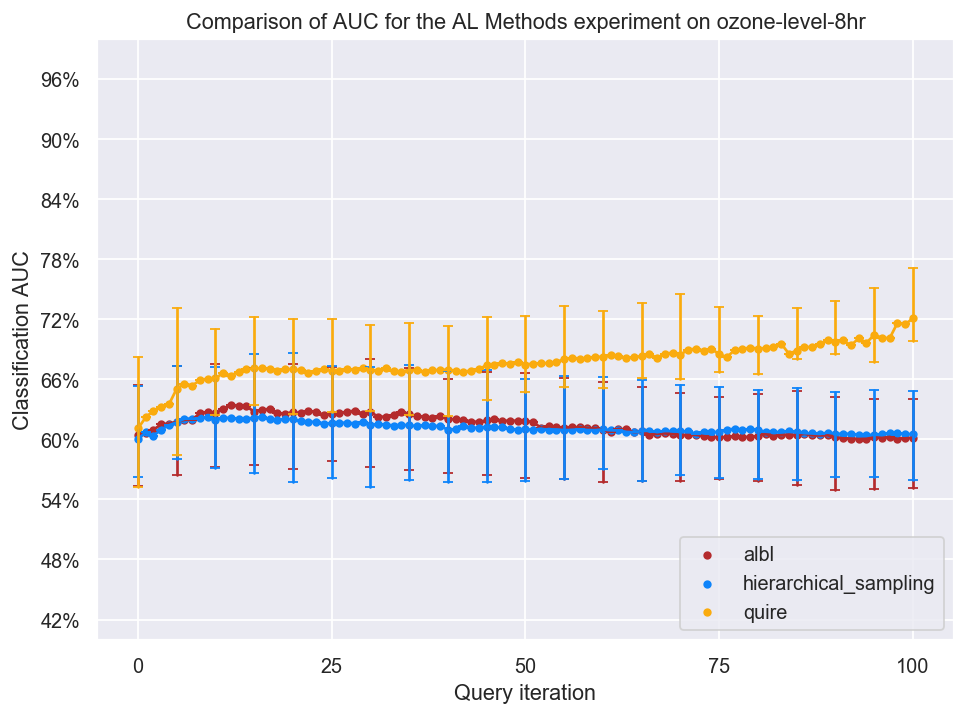 Comparison of AUC for the AL Methods experiment on ozone-level-8hr
96%
90%
84%
78%
72%
66%
60%
54%
48%
42%
Classification AUC
0 25 50 75 100
Query iteration
albl
hierarchical_sampling
quire